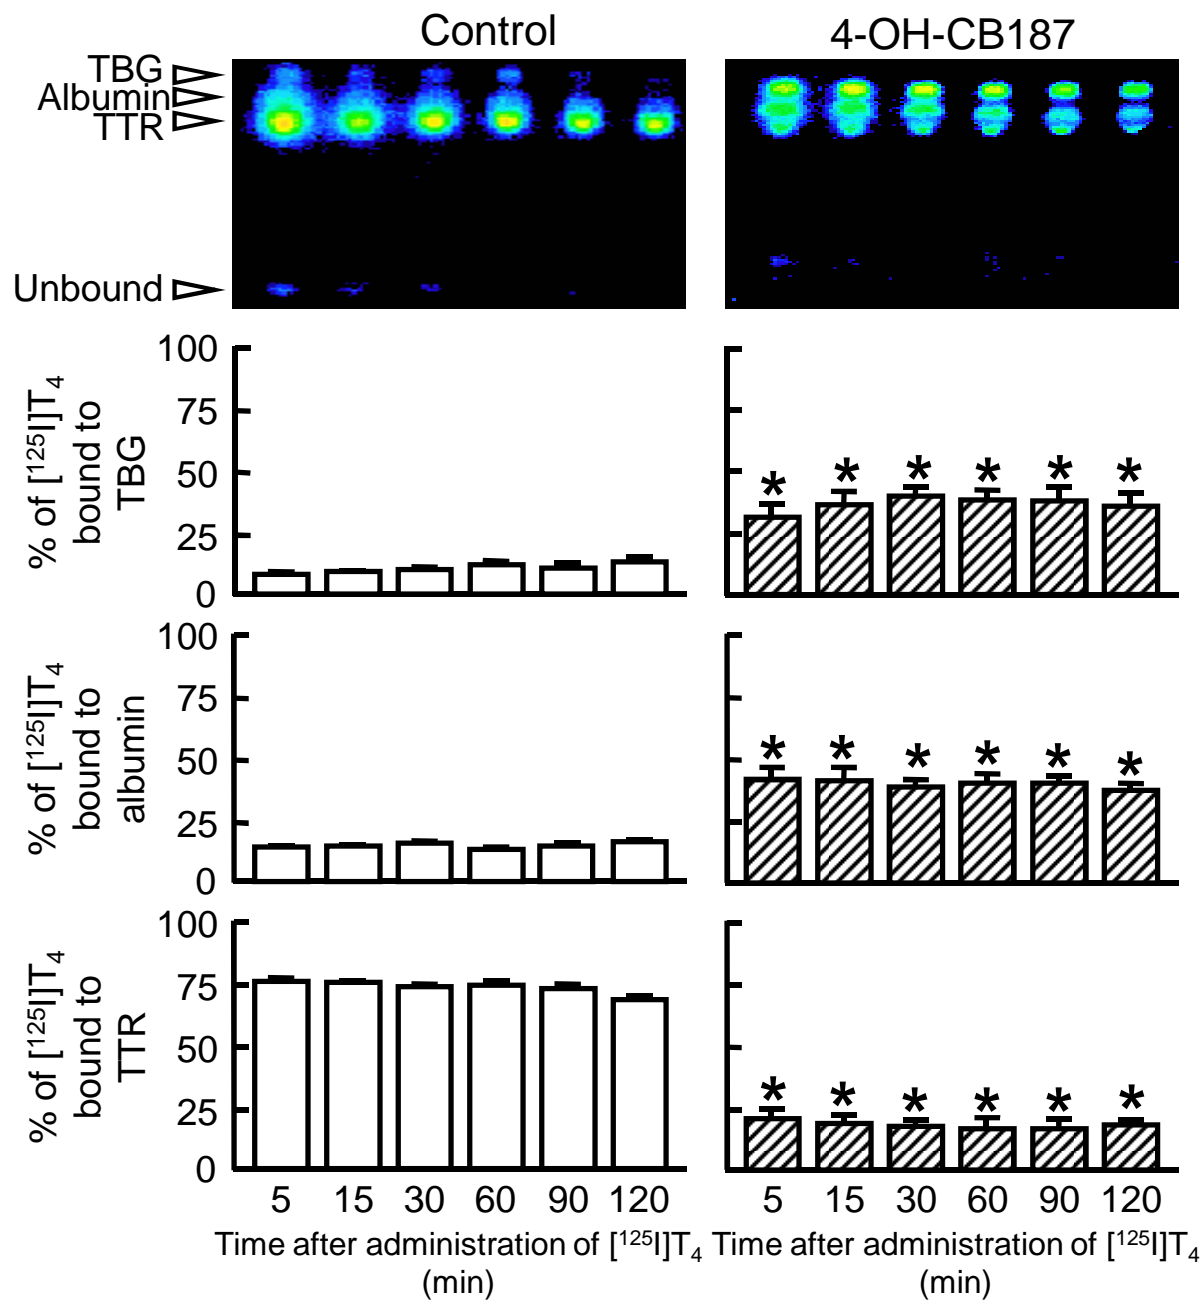 Control
4-OH-CB187
TBG
Albumin
TTR
Unbound
% of [¹²⁵I]T₄
bound to
TBG
100
75
50
25
0
* * * * * *
% of [¹²⁵I]T₄
bound to
albumin
100
75
50
25
0
* * * * * *
% of [¹²⁵I]T₄
bound to
TTR
100
75
50
25
0
* * * * * *
5 15 30 60 90 120
5 15 30 60 90 120
Time after administration of [¹²⁵I]T₄
(min)
Time after administration of [¹²⁵I]T₄
(min)